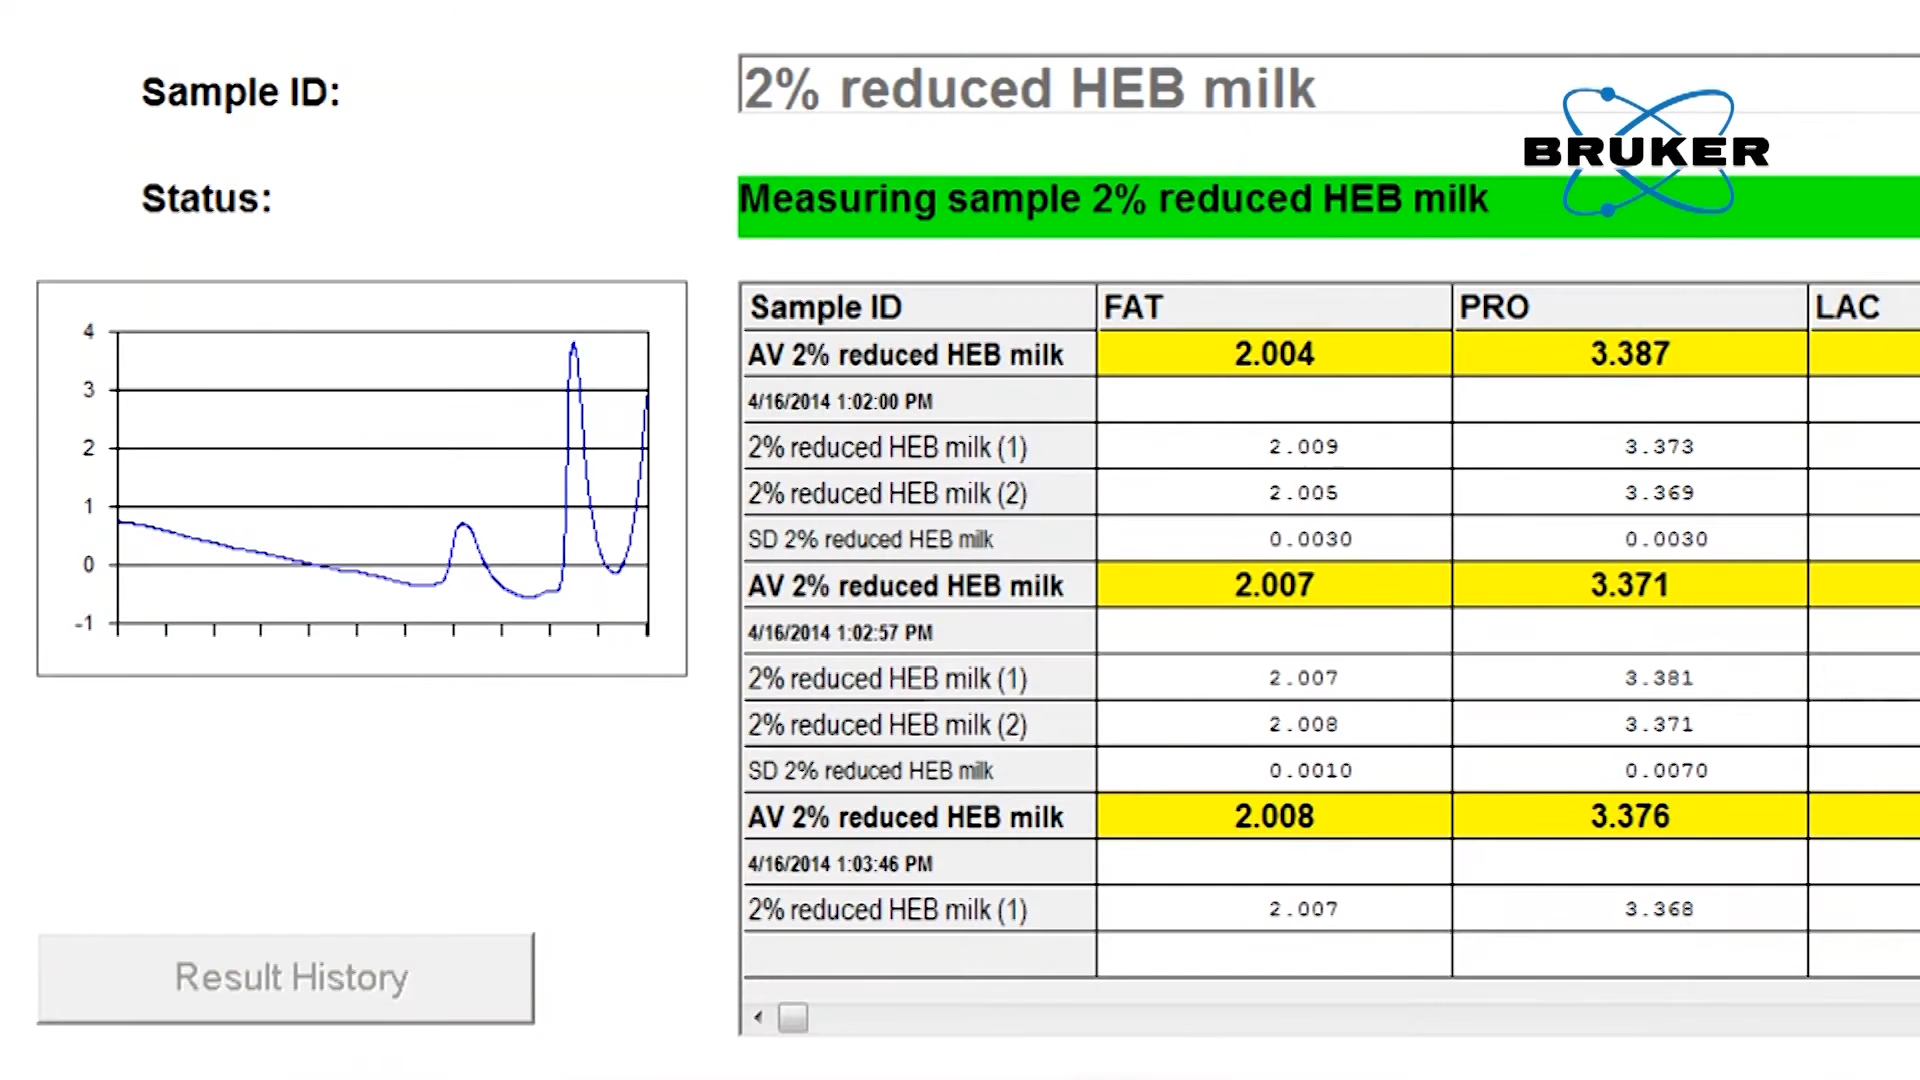 Sample ID:
2% reduced HEB milk
BRUKER
Status:
Measuring sample 2% reduced HEB milk
4
3
2
1
0
-1
Sample ID FAT PRO LAC
AV 2% reduced HEB milk 2.004 3.387
4/16/2014 1:02:00 PM
2% reduced HEB milk (1) 2.009 3.373
2% reduced HEB milk (2) 2.005 3.369
SD 2% reduced HEB milk 0.0030 0.0030
AV 2% reduced HEB milk 2.007 3.371
4/16/2014 1:02:57 PM
2% reduced HEB milk (1) 2.007 3.381
2% reduced HEB milk (2) 2.008 3.371
SD 2% reduced HEB milk 0.0010 0.0070
AV 2% reduced HEB milk 2.008 3.376
4/16/2014 1:03:46 PM
2% reduced HEB milk (1) 2.007 3.368
Result History